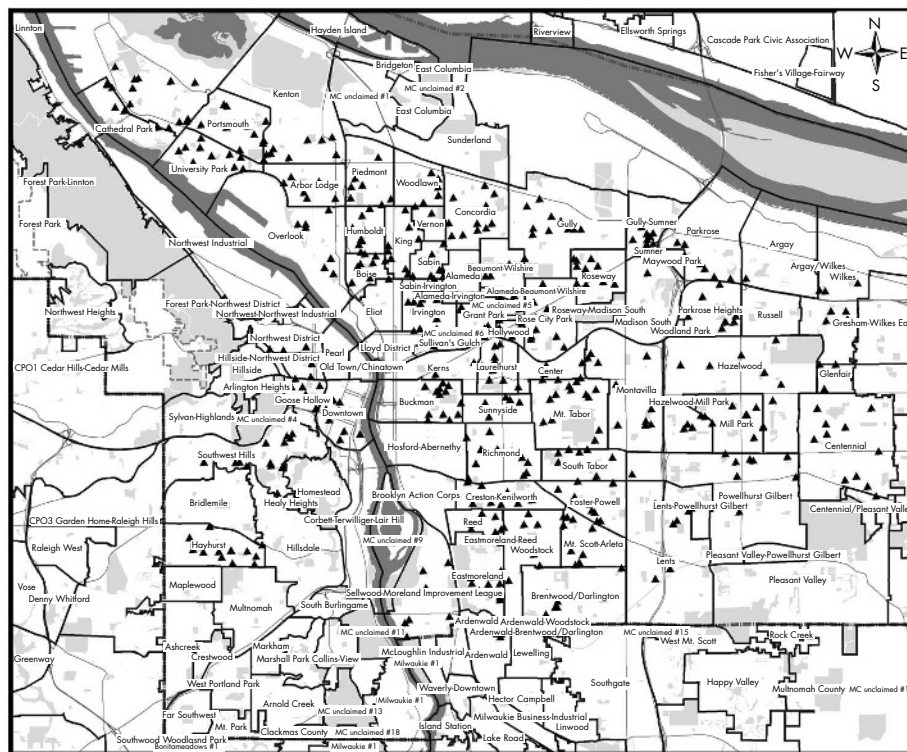 Linnton
Hayden Island
Riverview
Ellsworth Springs
Cascade Park Civic Association
N
W
E
S
Fisher's Village-Fairway
Bridgeton
East Columbia
MC unclaimed #1
MC unclaimed #2
East Columbia
Kenton
Sunderland
Cathedral Park
Portsmouth
University Park
Piedmont
Woodlawn
Forest Park-Linnton
Arbor Lodge
Concordia
Forest Park
Overlook
Humboldt
Vernon
Gully
Gully-Sumner
Parkrose
Northwest Industrial
King
Sumner
Argay
Maywood Park
Sabin
Boise
Alameda
Beaumont-Wilshire
Roseway
Argay/Wilkes
Wilkes
Sabin-Irvington
Alameda-Beaumont-Wilshire
Alameda-Irvington
Forest Park-Northwest District
MC unclaimed #5
Northwest Heights
Northwest-Northwest Industrial
Eliot
Irvington
Grant Park
Roseway-Madison South
Parkrose Heights
Russell
Rose City Park
Madison South
Gresham-Wilkes Ea
MC unclaimed #6
Hollywood
Woodland Park
Northwest District
Lloyd District
Sullivan's Gulch
Hillside-Northwest District
Pearl
CPO1 Cedar Hills-Cedar Mills
Hillside
Old Town/Chinatown
Kerns
Laurelhurst
Center
Hazelwood
Glenfair
Arlington Heights
Montavilla
Goose Hollow
Buckman
Sunnyside
Hazelwood-Mill Park
Sylvan-Highlands
Downtown
Mt. Tabor
MC unclaimed #4
Mill Park
Hosford-Abernethy
Centennial
Southwest Hills
Richmond
South Tabor
Homestead
Brooklyn Action Corps
Creston-Kenilworth
Powellhurst Gilbert
Bridlemile
Healy Heights
Foster-Powell
Lents-Powellhurst Gilbert
Centennial/Pleasant Valley
CPO3 Garden Home-Raleigh Hills
Corbett-Terwilliger-Lair Hill
Reed
MC unclaimed #9
Eastmoreland-Reed
Raleigh West
Hayhurst
Hillsdale
Woodstock
Mt. Scott-Arleta
Pleasant Valley-Powellhurst Gilbert
Lents
Vose
Maplewood
Eastmoreland
Pleasant Valley
Denny Whitford
Multnomah
Sellwood-Moreland Improvement League
Brentwood/Darlington
South Burlingame
Ardenwald
Ardenwald-Woodstock
MC unclaimed #11
Ardenwald-Brentwood/Darlington
MC unclaimed #15
Rock Creek
West Mt. Scott
Ashcreek
Markham
McLoughlin Industrial
Ardenwald
Lewelling
Greenway
Crestwood
Marshall Park
Collins-View
Milwaukie #1
West Portland Park
Waverly-Downtown
Southgate
Happy Valley
Multnomah County
MC unclaimed #1
Arnold Creek
Milwaukie #1
Hector Campbell
Far Southwest
MC unclaimed #13
Milwaukie Business-Industrial
Mt. Park
Island Station
Linwood
Clackmas County
MC unclaimed #18
Southwood Woodland Park
Lake Road
Bonitameadows #1
Milwaukie #1